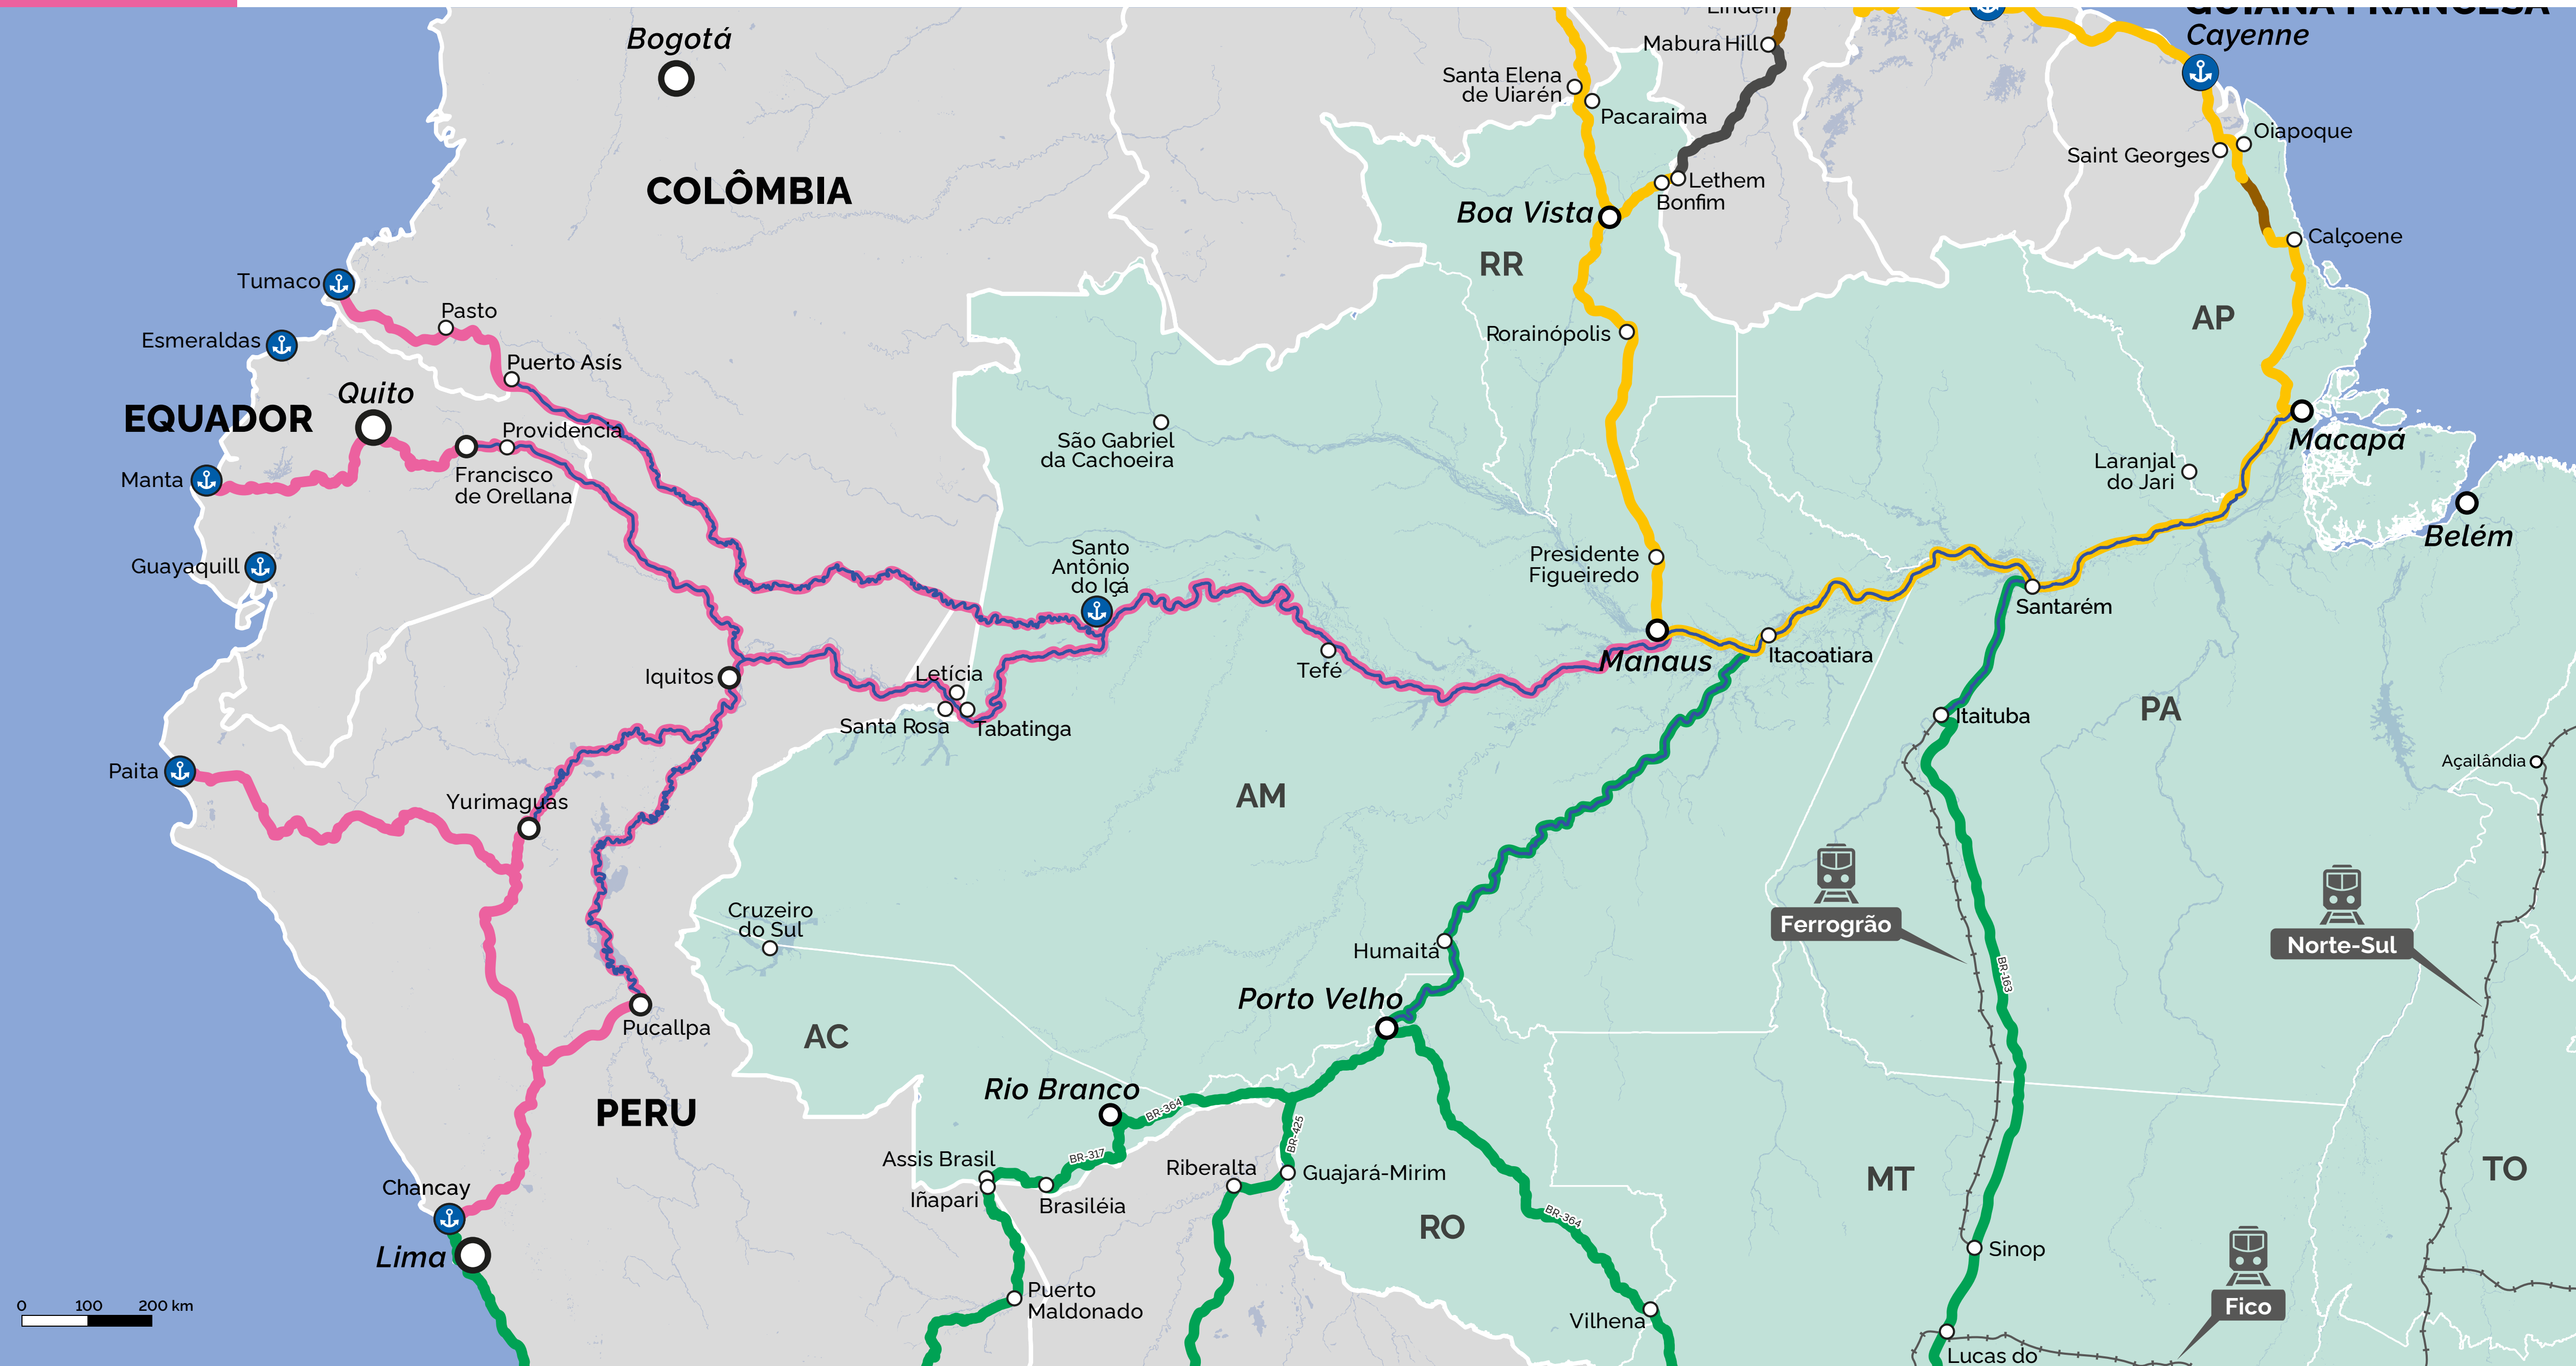 Linden
GUIANA FRANCESA
Cayenne
Bogotá
Mabura Hill
Santa Elena
de Uiarén
Pacaraima
Oiapoque
Saint Georges
COLÔMBIA
Lethem
Bonfim
Boa Vista
Calçoene
RR
Tumaco
AP
Pasto
Esmeraldas
Rorainópolis
Puerto Asís
Quito
EQUADOR
Providencia
Macapá
São Gabriel
da Cachoeira
Laranjal
do Jari
Manta
Francisco
de Orellana
Belém
Santo
Antônio
do Içá
Presidente
Figueiredo
Guayaquill
Santarém
Manaus
Itacoatiara
Tefé
Iquitos
Letícia
Santa Rosa
Tabatinga
PA
Itaituba
Paita
Açailândia
AM
Yurimaguas
Cruzeiro
do Sul
Ferrogrão
Norte-Sul
Humaitá
BR-163
Porto Velho
Pucallpa
AC
Rio Branco
PERU
BR-364
BR-425
BR-317
Assis Brasil
Riberalta
Guajará-Mirim
MT
TO
Chancay
Iñapari
Brasiléia
BR-364
RO
Lima
Sinop
Puerto
Maldonado
0 100 200 km
Vilhena
Fico
Lucas do